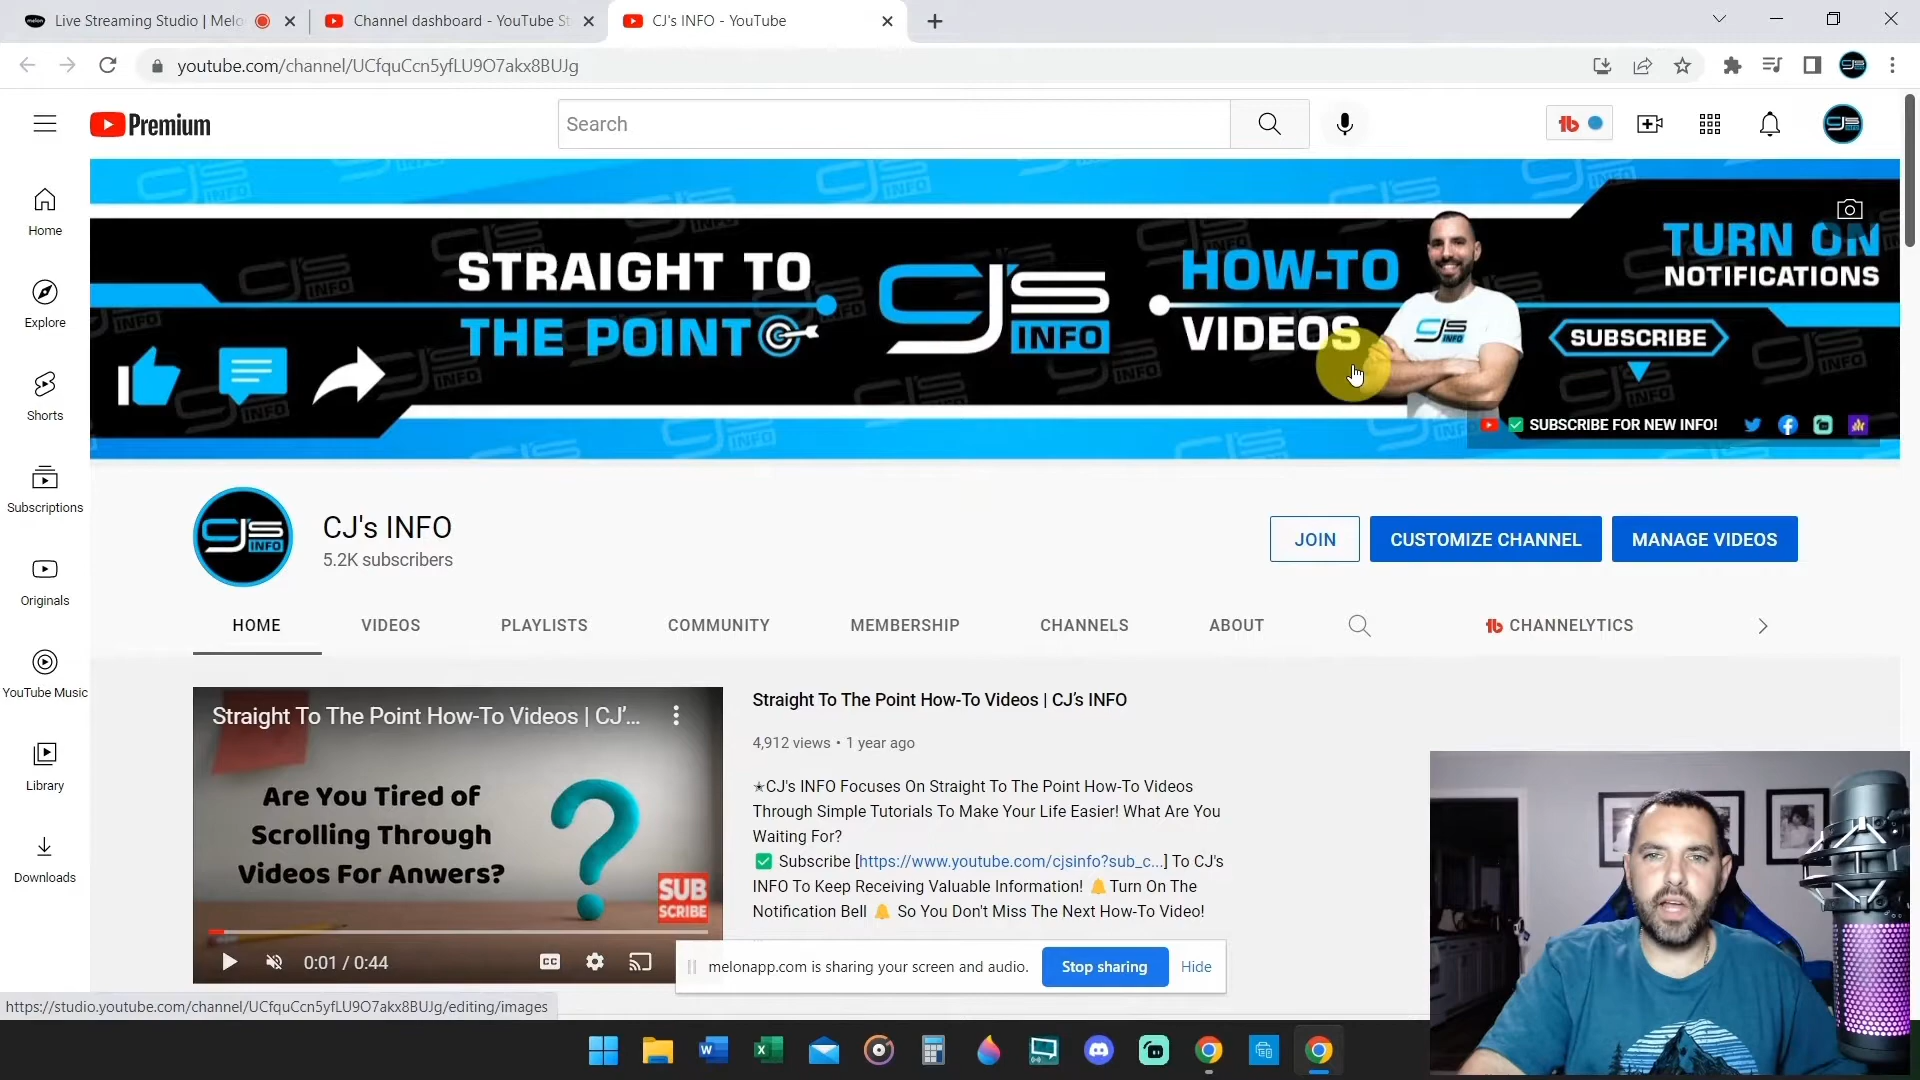 Live Streaming Studio | Melo
Channel dashboard - YouTube St
CJ's INFO - YouTube
youtube.com/channel/UCfquCcn5yfLU9O7akx8BUJg
Premium
Search
Home
Explore
Shorts
Subscriptions
Originals
YouTube Music
Library
Downloads
STRAIGHT TO
THE POINT
CJ's
INFO
HOW-TO
VIDEOS
CJ's
INFO
TURN ON
NOTIFICATIONS
SUBSCRIBE
SUBSCRIBE FOR NEW INFO!
CJ's
INFO
CJ's INFO
5.2K subscribers
JOIN
CUSTOMIZE CHANNEL
MANAGE VIDEOS
HOME
VIDEOS
PLAYLISTS
COMMUNITY
MEMBERSHIP
CHANNELS
ABOUT
CHANNELYTICS
Straight To The Point How-To Videos | CJ'...
Are You Tired of
Scrolling Through
Videos For Anwers?
SUB
SCRIBE
0:01 / 0:44
CC
Straight To The Point How-To Videos | CJ's INFO
4,912 views • 1 year ago
★CJ's INFO Focuses On Straight To The Point How-To Videos
Through Simple Tutorials To Make Your Life Easier! What Are You
Waiting For?
✅ Subscribe [https://www.youtube.com/cjsinfo?sub_c...] To CJ's
INFO To Keep Receiving Valuable Information! 🔔Turn On The
Notification Bell 🔔 So You Don't Miss The Next How-To Video!
melonapp.com is sharing your screen and audio.
Stop sharing
Hide
https://studio.youtube.com/channel/UCfquCcn5yfLU9O7akx8BUJg/editing/images